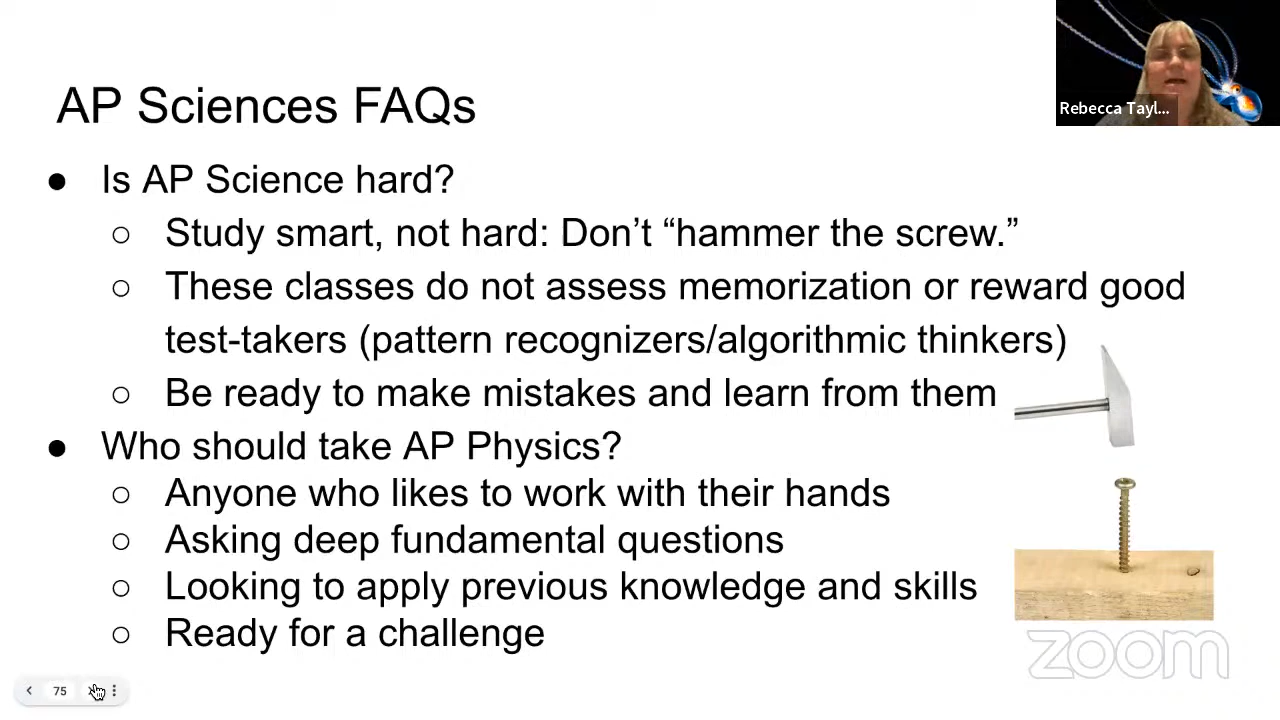 Rebecca Tayl...
AP Sciences FAQs
● Is AP Science hard?
○ Study smart, not hard: Don’t “hammer the screw.”
○ These classes do not assess memorization or reward good
test-takers (pattern recognizers/algorithmic thinkers)
○ Be ready to make mistakes and learn from them
● Who should take AP Physics?
○ Anyone who likes to work with their hands
○ Asking deep fundamental questions
○ Looking to apply previous knowledge and skills
○ Ready for a challenge
zoom
75